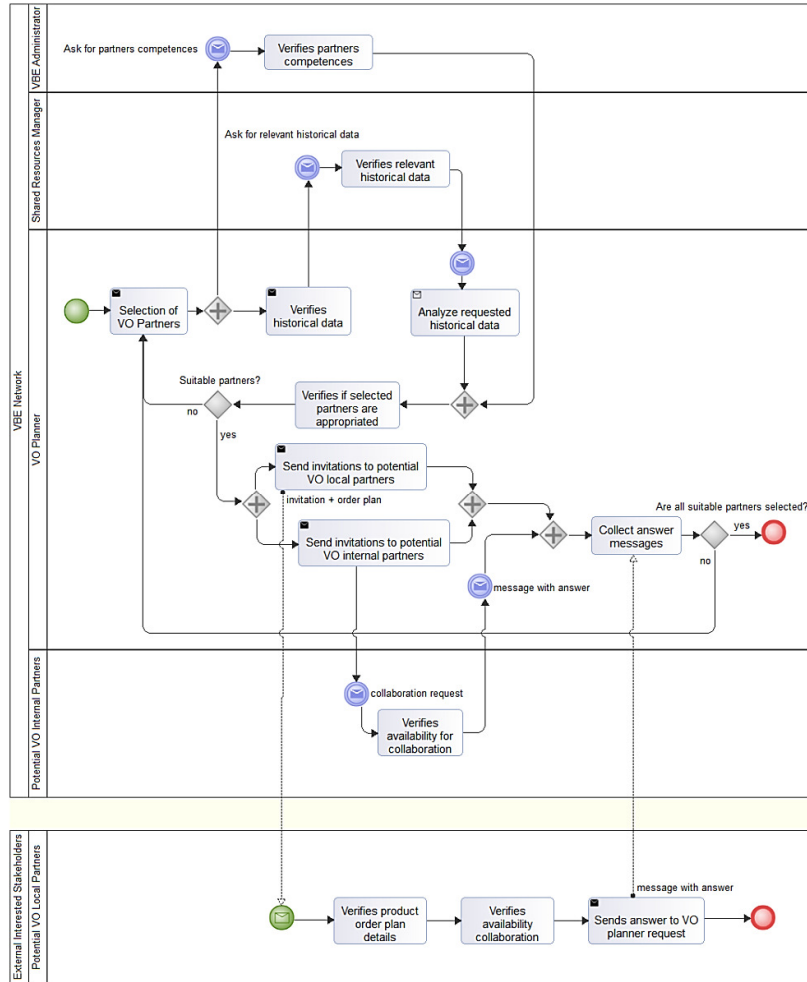 VBE Network
VBE Administrator
Ask for partners competences
Verifies partners
competences
Shared Resources Manager
Ask for relevant historical data
Verifies relevant
historical data
VO Planner
Selection of
VO Partners
Verifies
historical data
Analyze requested
historical data
Suitable partners?
no
yes
Verifies if selected
partners are
appropriated
Send invitations to potential
VO local partners
invitation + order plan
Send invitations to potential
VO internal partners
message with answer
Collect answer
messages
Are all suitable partners selected?
yes
no
Potential VO Internal Partners
collaboration request
Verifies
availability for
collaboration
External Interested Stakeholders
Potential VO Local Partners
Verifies product
order plan
details
Verifies
availability
collaboration
message with answer
Sends answer to VO
planner request